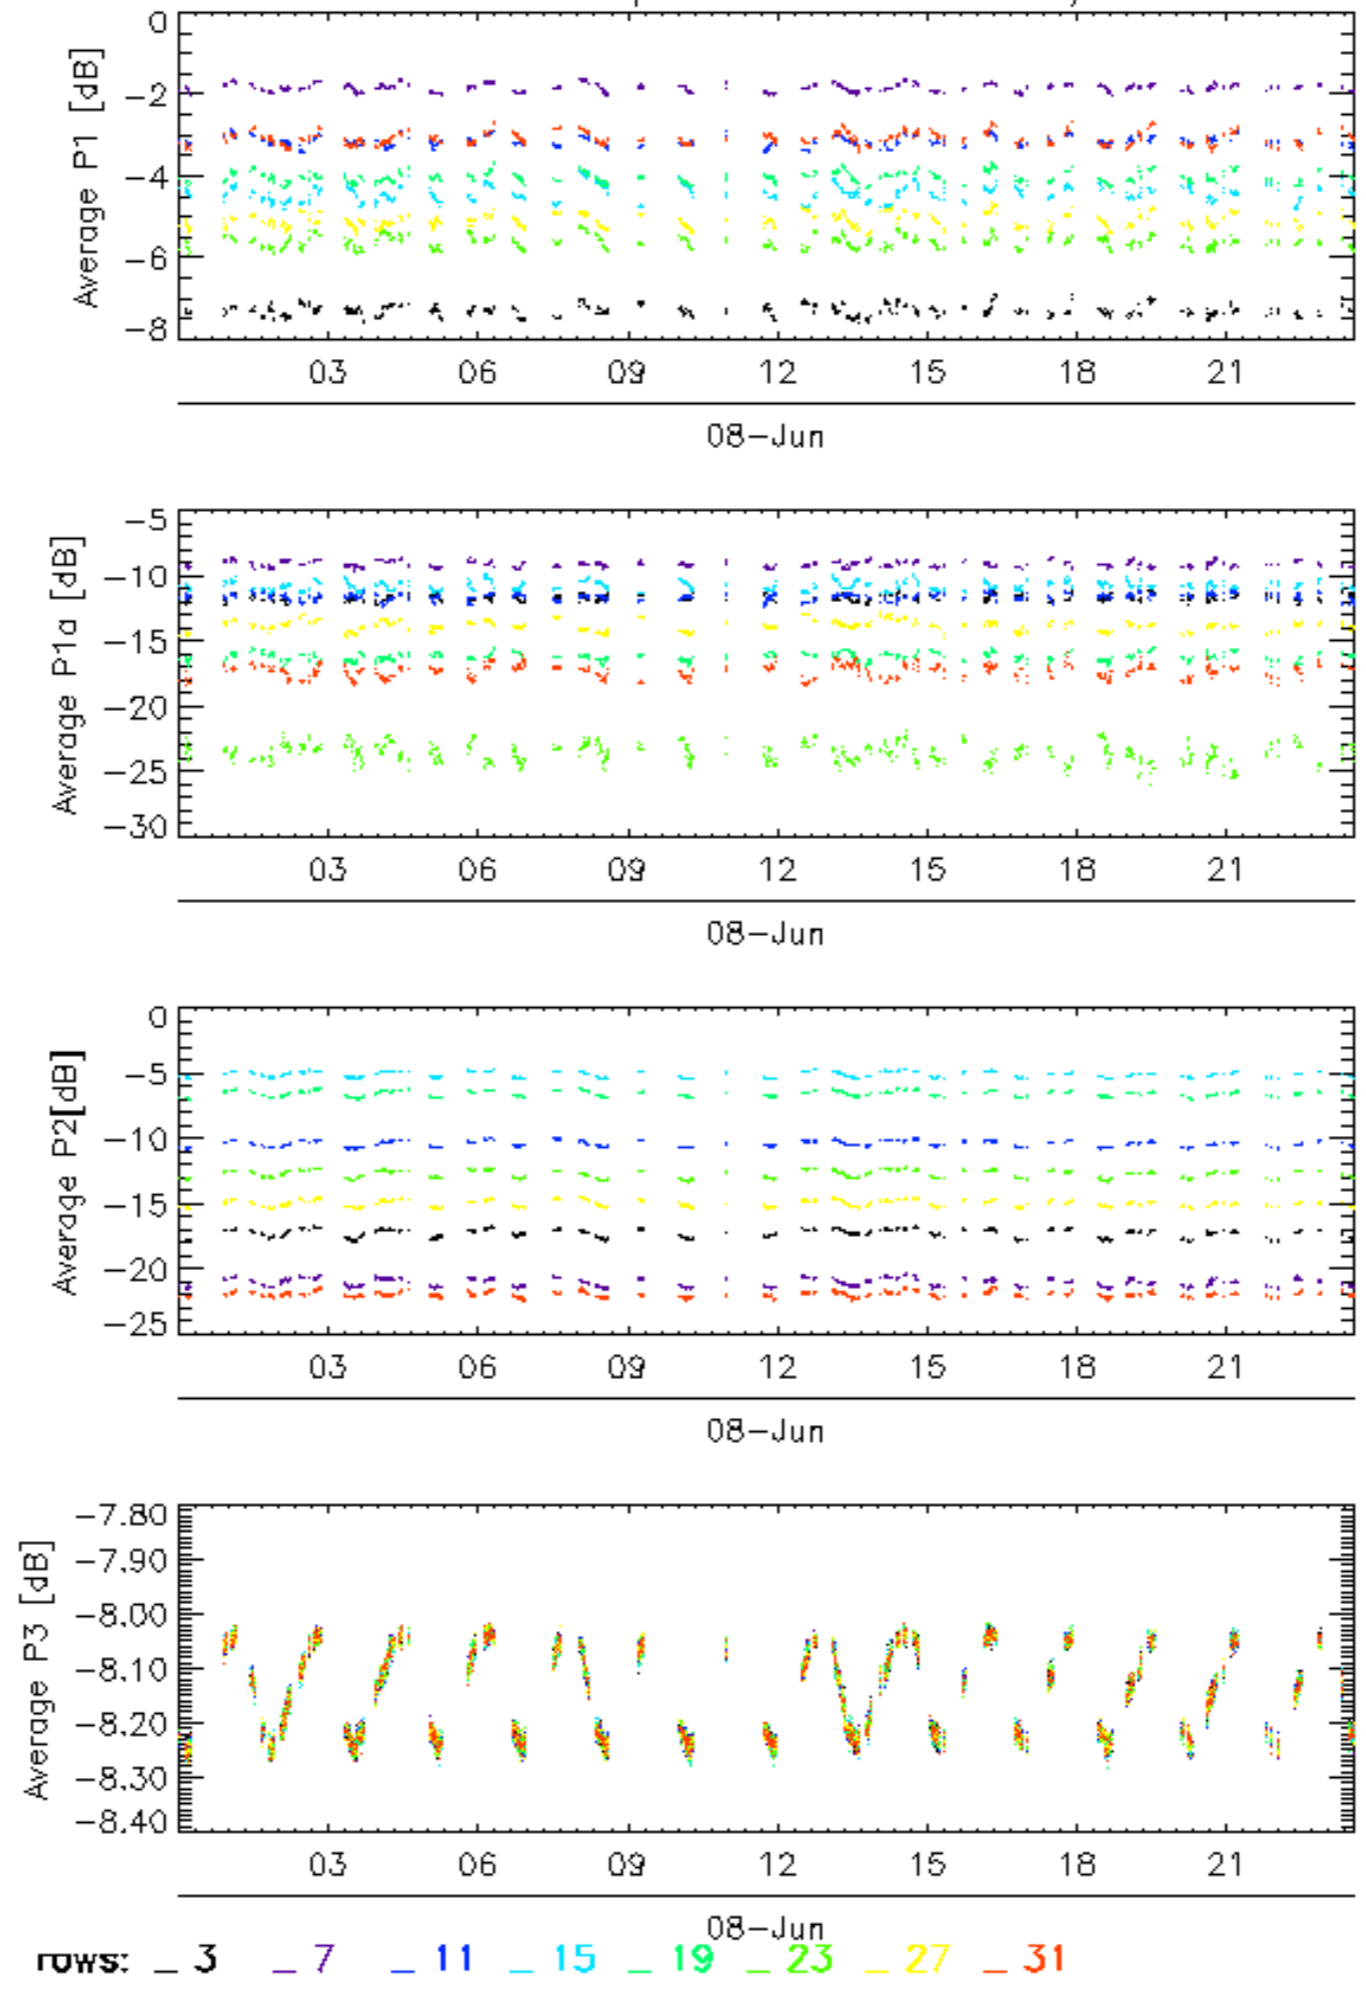 Average P1 [dB]
0
−2
−4
−6
−8
03 06 09 12 15 18 21
08−Jun
Average P1a [dB]
−5
−10
−15
−20
−25
−30
03 06 09 12 15 18 21
08−Jun
Average P2[dB]
0
−5
−10
−15
−20
−25
03 06 09 12 15 18 21
08−Jun
Average P3 [dB]
−7.80
−7.90
−8.00
−8.10
−8.20
−8.30
−8.40
03 06 09 12 15 18 21
08−Jun
rows: _ 3 _ 7 _ 11 _ 15 _ 19 _ 23 _ 27 _ 31